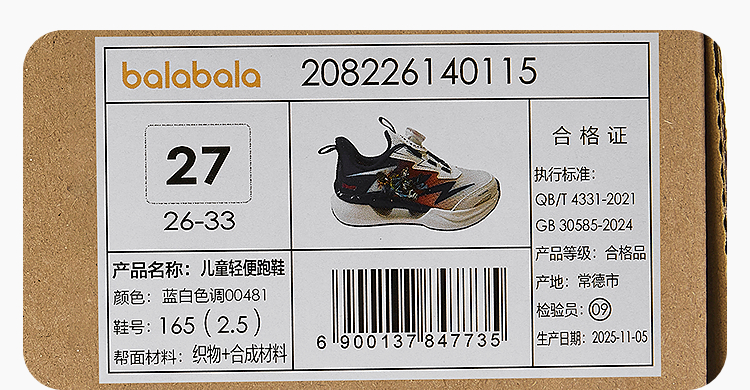 balabala 208226140115
27
26-33
合格证
执行标准：
QB/T 4331-2021
GB 30585-2024
产品等级：合格品
产地：常德市
检验员：09
生产日期：2025-11-05
产品名称：儿童轻便跑鞋
颜色：蓝白色调00481
鞋号：165（2.5）
帮面材料：织物+合成材料
6 900137 847735